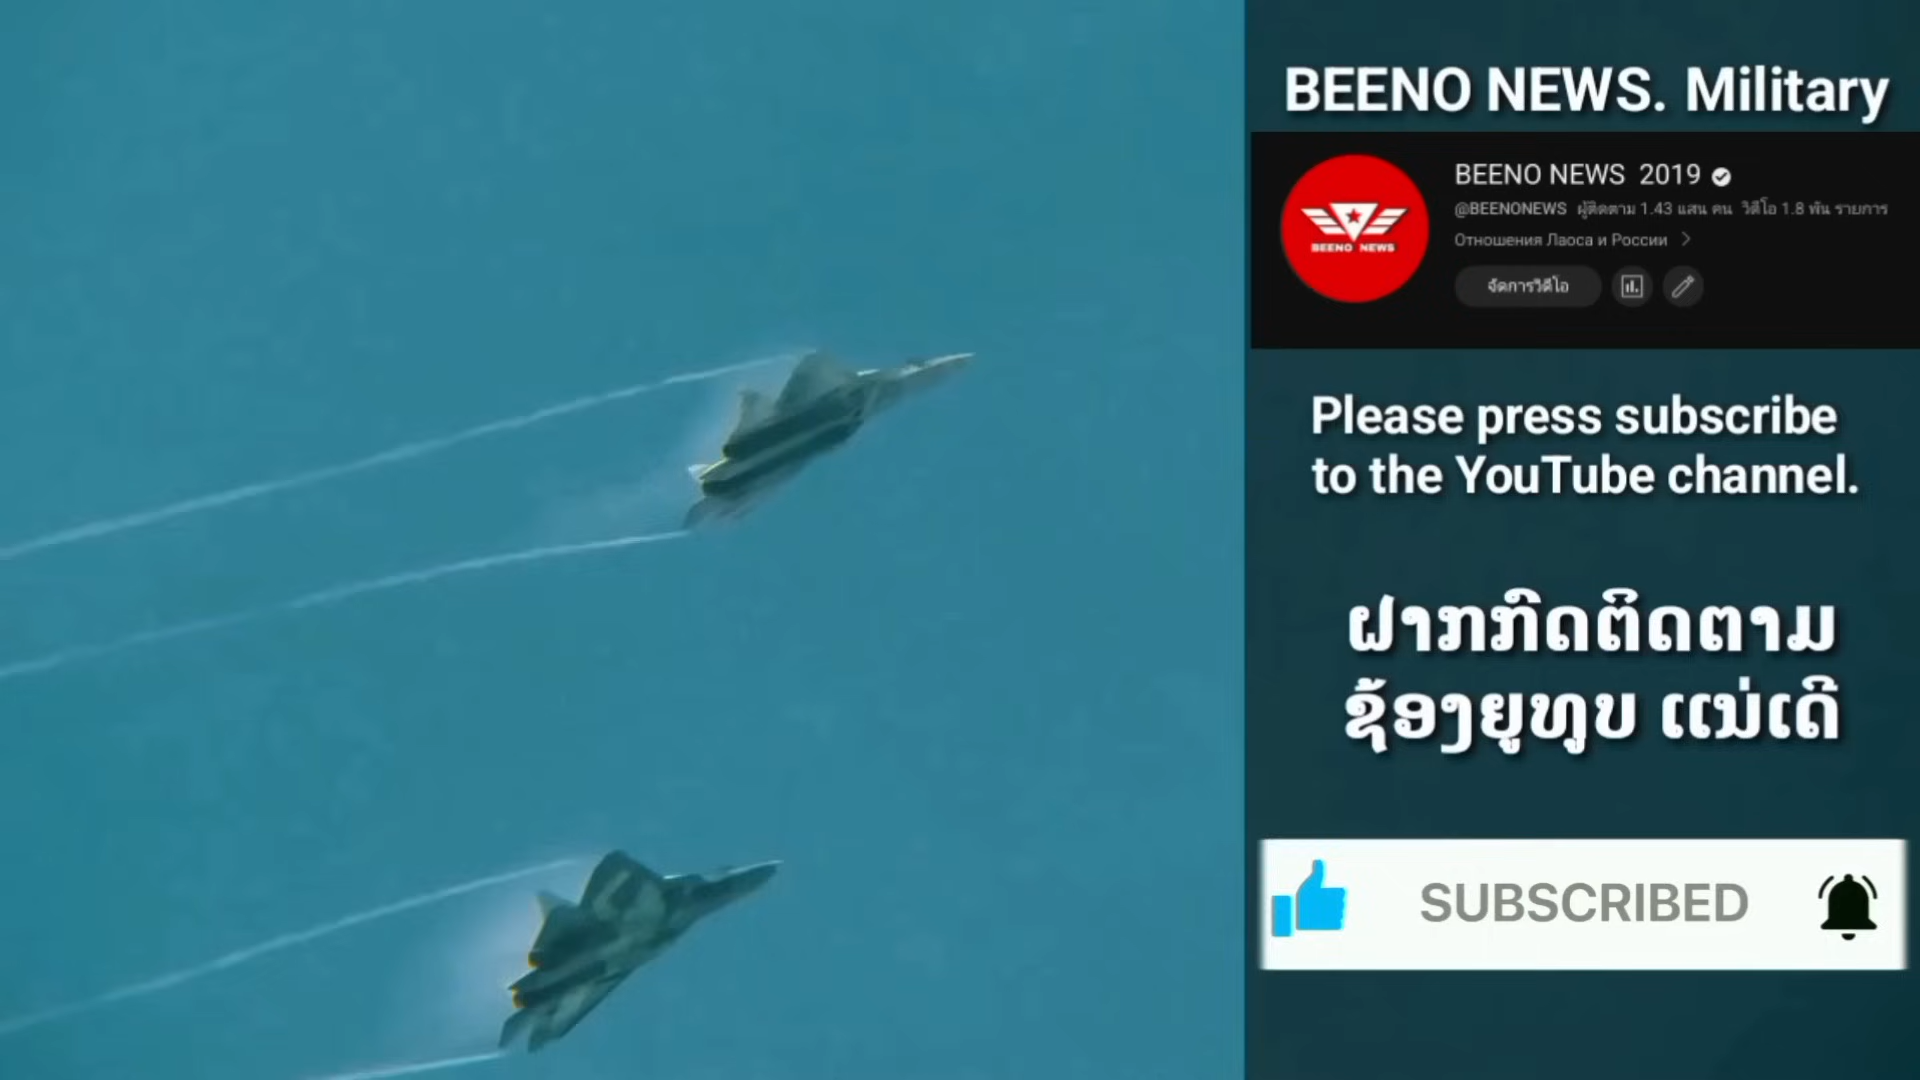 BEENO NEWS. Military
BEENO NEWS 2019
@BEENONEWS ผู้ติดตาม 1.43 แสน คน วิดีโอ 1.8 พัน รายการ
Отношения Лаоса и России
BEENO NEWS
จัดการวิดีโอ
Please press subscribe
to the YouTube channel.
ຝາກກົດຕິດຕາມ
ຊ້ອງຍູທູບ ແນ່ເດີ
SUBSCRIBED